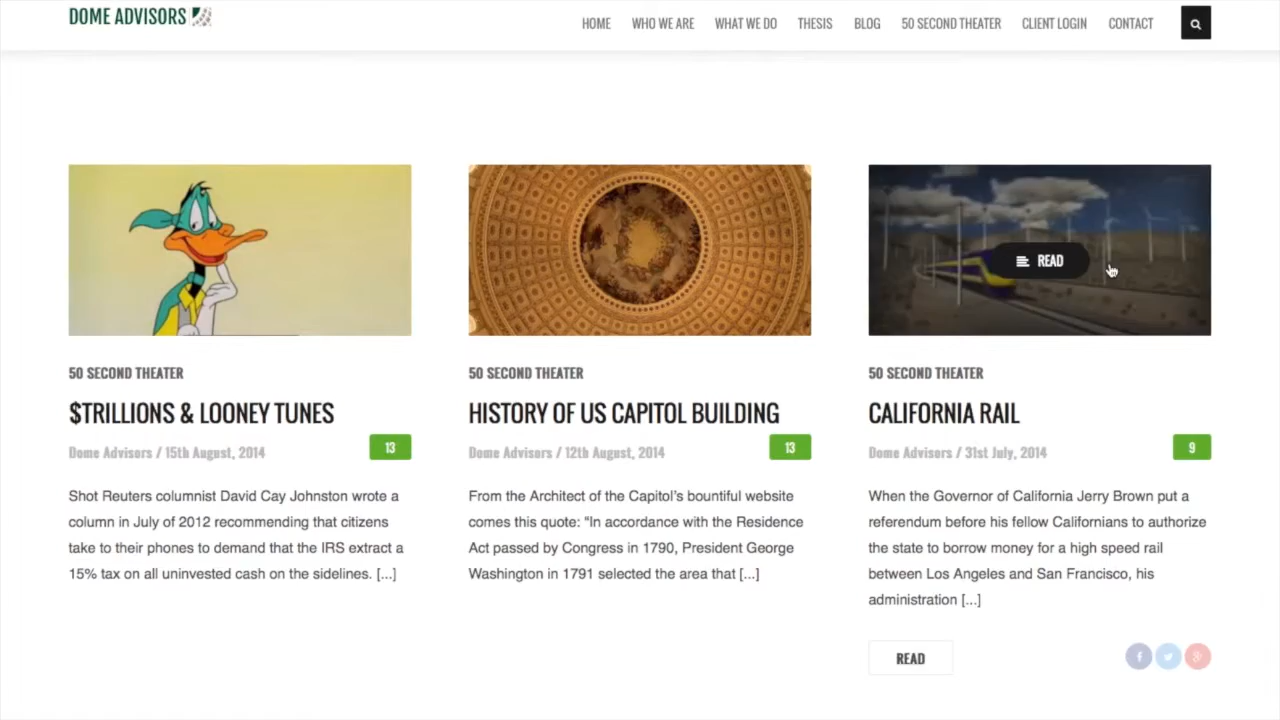 DOME ADVISORS
HOME WHO WE ARE WHAT WE DO THESIS BLOG 50 SECOND THEATER CLIENT LOGIN CONTACT
READ
50 SECOND THEATER
$TRILLIONS & LOONEY TUNES
Dome Advisors / 15th August, 2014
13
Shot Reuters columnist David Cay Johnston wrote a
column in July of 2012 recommending that citizens
take to their phones to demand that the IRS extract a
15% tax on all uninvested cash on the sidelines. [...]
50 SECOND THEATER
HISTORY OF US CAPITOL BUILDING
Dome Advisors / 12th August, 2014
13
From the Architect of the Capitol's bountiful website
comes this quote: "In accordance with the Residence
Act passed by Congress in 1790, President George
Washington in 1791 selected the area that [...]
50 SECOND THEATER
CALIFORNIA RAIL
Dome Advisors / 31st July, 2014
9
When the Governor of California Jerry Brown put a
referendum before his fellow Californians to authorize
the state to borrow money for a high speed rail
between Los Angeles and San Francisco, his
administration [...]
READ